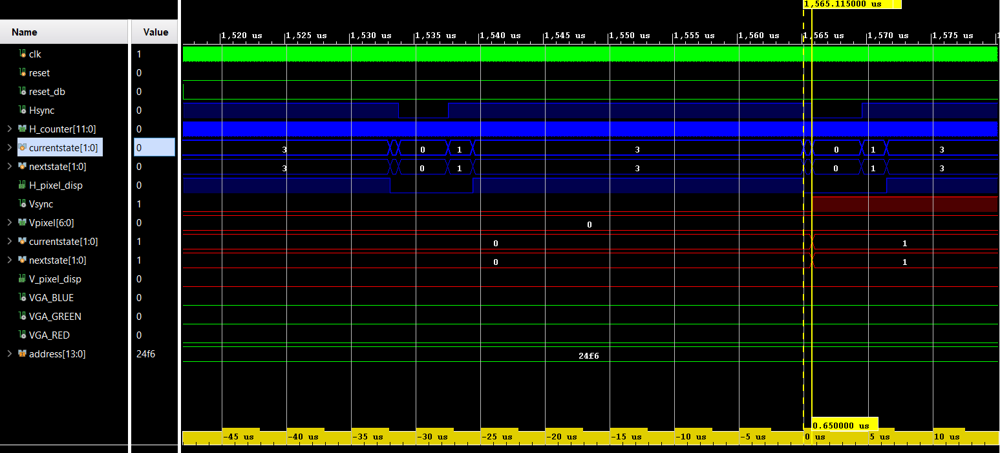 1,565.115000 us
Name Value
1,520 us 1,525 us 1,530 us 1,535 us 1,540 us 1,545 us 1,550 us 1,555 us 1,560 us 1,565 us 1,570 us 1,575 us
clk 1
reset 0
reset_db 0
Hsync 0
H_counter[11:0] 0
currentstate[1:0] 0 3 0 1 3 0 1 3
nextstate[1:0] 0 3 0 1 3 0 1 3
H_pixel_disp 0
Vsync 1
Vpixel[6:0] 0 0
currentstate[1:0] 1 0 1
nextstate[1:0] 1 0 1
V_pixel_disp 0
VGA_BLUE 0
VGA_GREEN 0
VGA_RED 0
address[13:0] 24f6 24f6
0.650000 us
-45 us -40 us -35 us -30 us -25 us -20 us -15 us -10 us -5 us 0 us 5 us 10 us